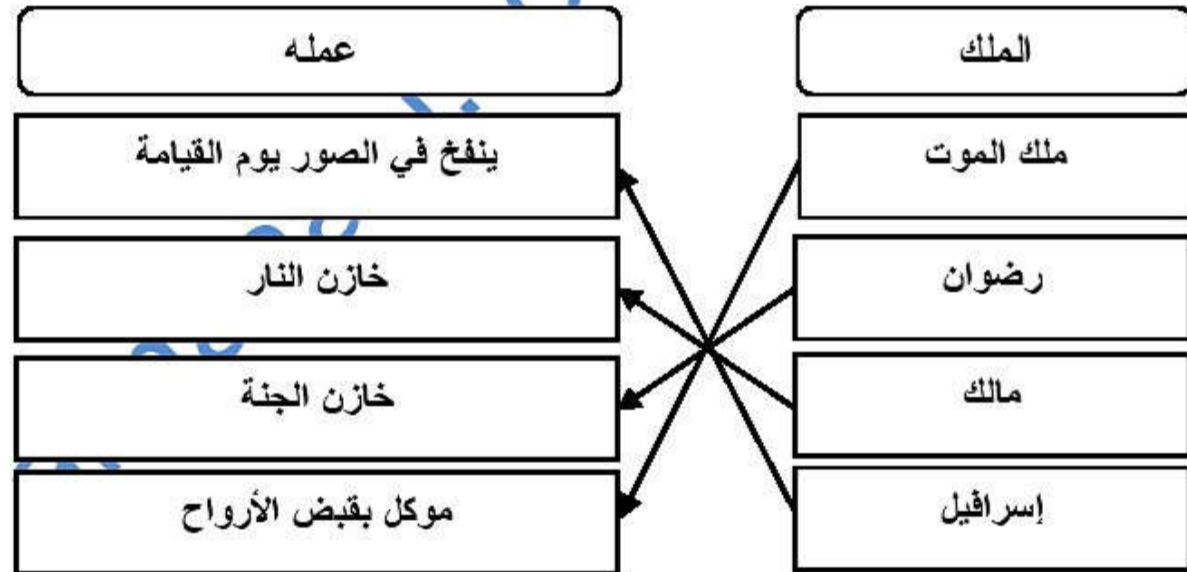 الملك
عمله
ملك الموت
ينفخ في الصور يوم القيامة
رضوان
خازن النار
مالك
خازن الجنة
إسرافيل
موكل بقبض الأرواح